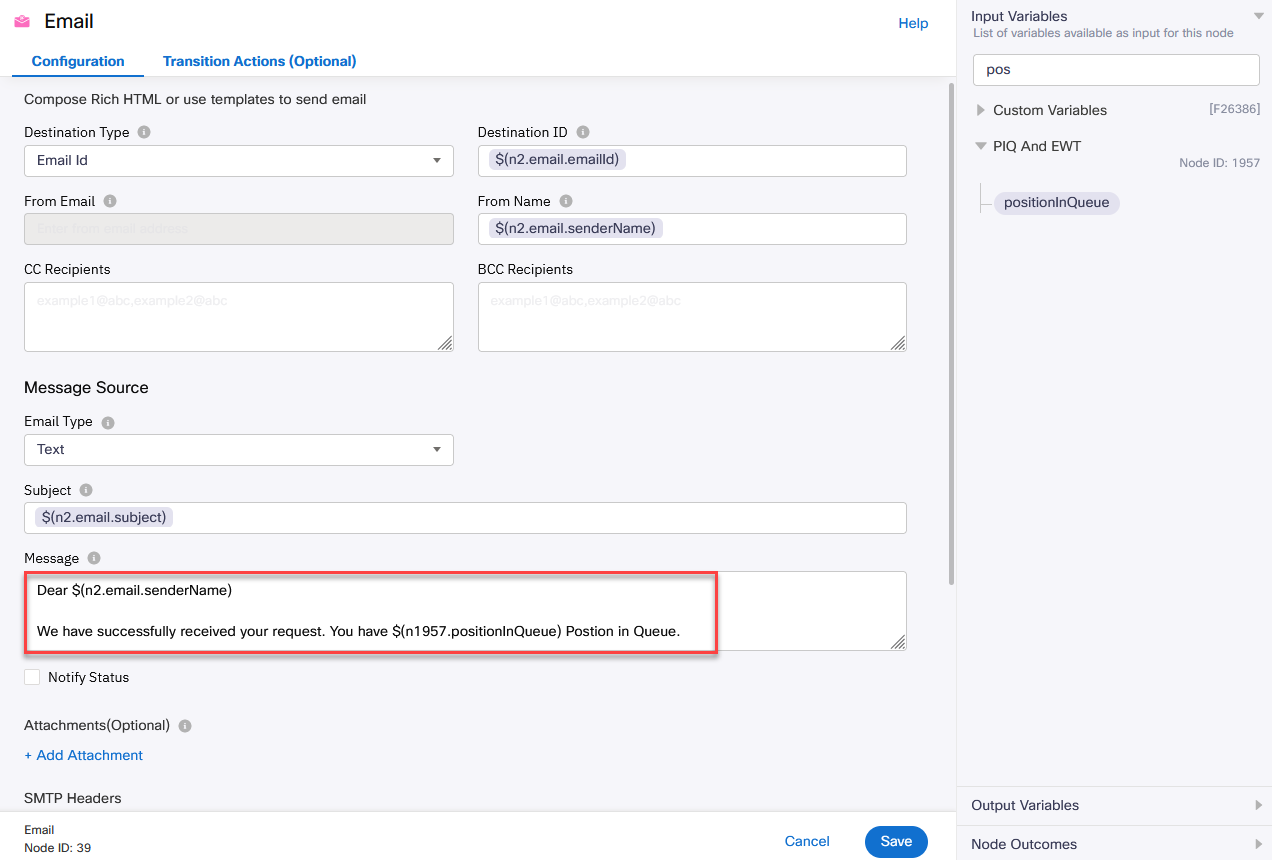 Email
Help
Configuration
Transition Actions (Optional)
Compose Rich HTML or use templates to send email
Destination Type
Destination ID
Email Id
$(n2.email.emailId)
From Email
From Name
Enter from email address
$(n2.email.senderName)
CC Recipients
BCC Recipients
example1@abc,example2@abc
example1@abc,example2@abc
Message Source
Email Type
Text
Subject
$(n2.email.subject)
Message
Dear $(n2.email.senderName)
We have successfully received your request. You have $(n1957.positionInQueue) Postion in Queue.
Notify Status
Attachments(Optional)
+ Add Attachment
SMTP Headers
Email
Node ID: 39
Cancel
Save
Input Variables
List of variables available as input for this node
pos
Custom Variables
[F26386]
PIQ And EWT
Node ID: 1957
positionInQueue
Output Variables
Node Outcomes